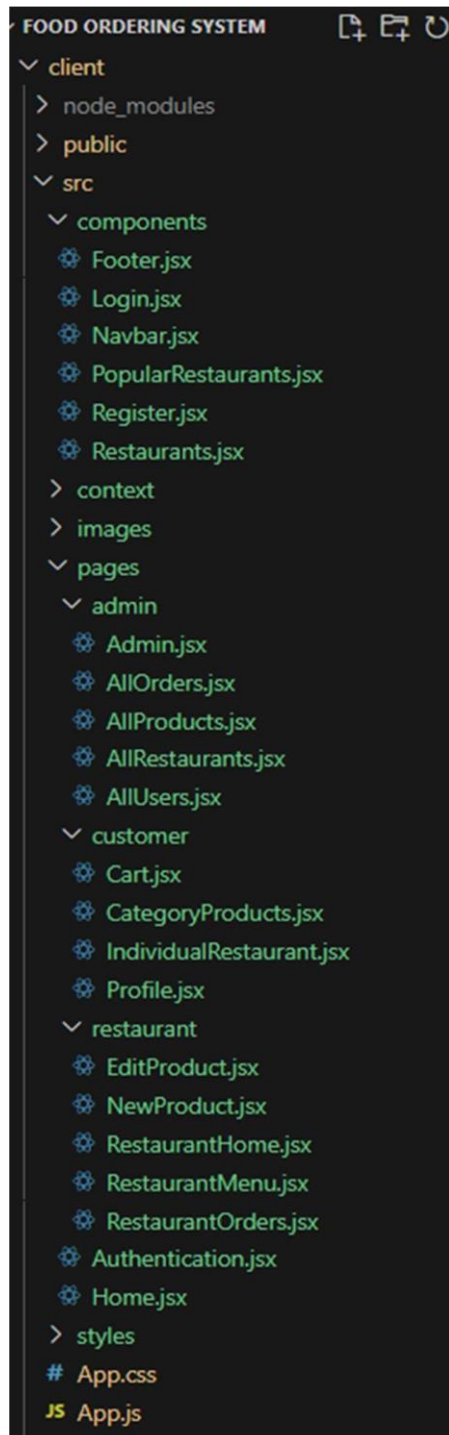 FOOD ORDERING SYSTEM
client
node_modules
public
src
components
Footer.jsx
Login.jsx
Navbar.jsx
PopularRestaurants.jsx
Register.jsx
Restaurants.jsx
context
images
pages
admin
Admin.jsx
AllOrders.jsx
AllProducts.jsx
AllRestaurants.jsx
AllUsers.jsx
customer
Cart.jsx
CategoryProducts.jsx
IndividualRestaurant.jsx
Profile.jsx
restaurant
EditProduct.jsx
NewProduct.jsx
RestaurantHome.jsx
RestaurantMenu.jsx
RestaurantOrders.jsx
Authentication.jsx
Home.jsx
styles
# App.css
JS App.js